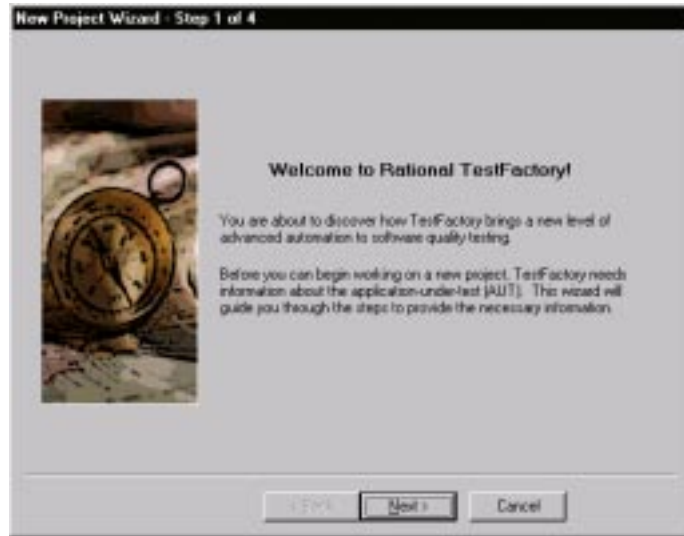 New Project Wizard - Step 1 of 4
Welcome to Rational TestFactory!
You are about to discover how TestFactory brings a new level of
advanced automation to software quality testing.
Before you can begin working on a new project, TestFactory needs
information about the application-under-test (AUT). This wizard will
guide you through the steps to provide the necessary information.
< Back
Next >
Cancel